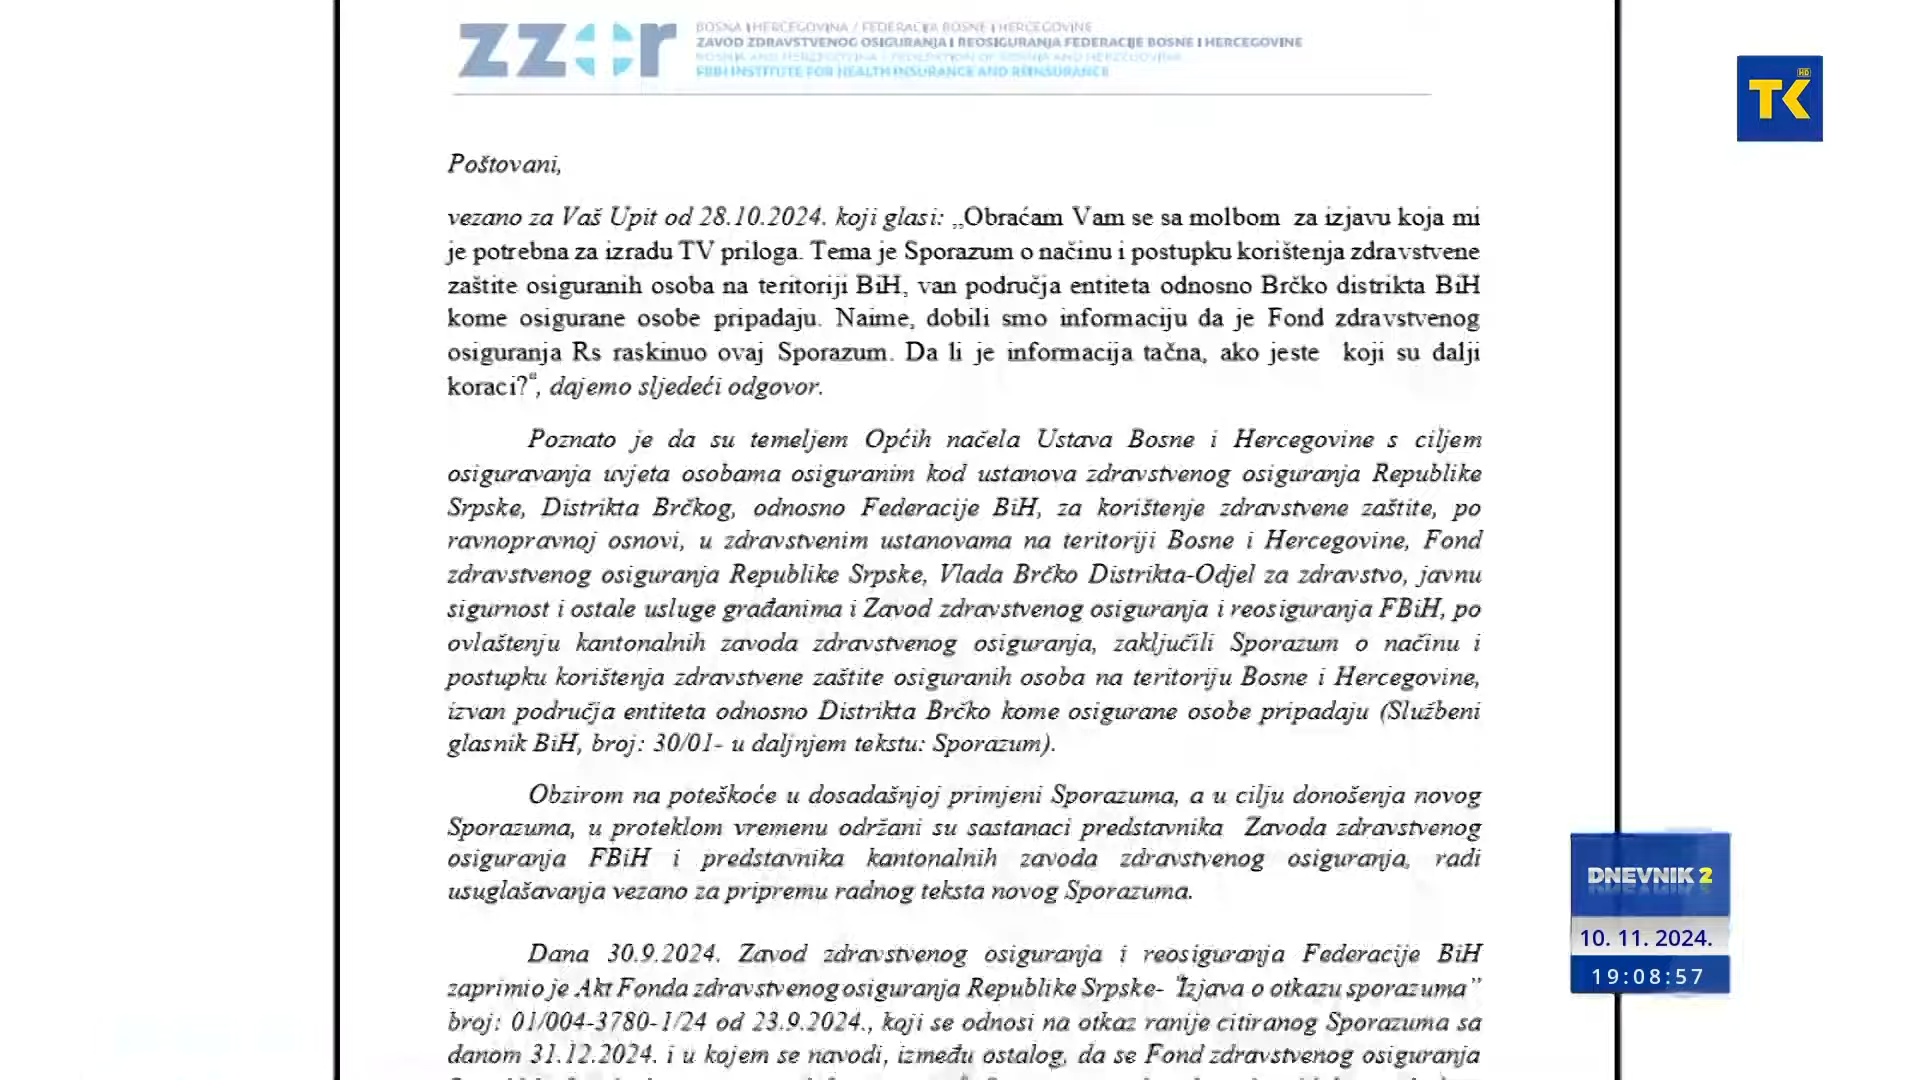 zzor
BOSNA I HERCEGOVINA / FEDERACIJA BOSNE I HERCEGOVINE
ZAVOD ZDRAVSTVENOG OSIGURANJA I REOSIGURANJA FEDERACIJE BOSNE I HERCEGOVINE
BOSNIA AND HERZEGOVINA / FEDERATION OF BOSNIA AND HERZEGOVINA
FBIH INSTITUTE FOR HEALTH INSURANCE AND REINSURANCE
TK HD
Poštovani,
vezano za Vaš Upit od 28.10.2024. koji glasi: „Obraćam Vam se sa molbom za izjavu koja mi
je potrebna za izradu TV priloga. Tema je Sporazum o načinu i postupku korištenja zdravstvene
zaštite osiguranih osoba na teritoriji BiH, van područja entiteta odnosno Brčko distrikta BiH
kome osigurane osobe pripadaju. Naime, dobili smo informaciju da je Fond zdravstvenog
osiguranja Rs raskinuo ovaj Sporazum. Da li je informacija tačna, ako jeste koji su dalji
koraci?“, dajemo sljedeći odgovor.
Poznato je da su temeljem Općih načela Ustava Bosne i Hercegovine s ciljem
osiguravanja uvjeta osobama osiguranim kod ustanova zdravstvenog osiguranja Republike
Srpske, Distrikta Brčkog, odnosno Federacije BiH, za korištenje zdravstvene zaštite, po
ravnopravnoj osnovi, u zdravstvenim ustanovama na teritoriji Bosne i Hercegovine, Fond
zdravstvenog osiguranja Republike Srpske, Vlada Brčko Distrikta-Odjel za zdravstvo, javnu
sigurnost i ostale usluge građanima i Zavod zdravstvenog osiguranja i reosiguranja FBiH, po
ovlaštenju kantonalnih zavoda zdravstvenog osiguranja, zaključili Sporazum o načinu i
postupku korištenja zdravstvene zaštite osiguranih osoba na teritoriju Bosne i Hercegovine,
izvan područja entiteta odnosno Distrikta Brčko kome osigurane osobe pripadaju (Službeni
glasnik BiH, broj: 30/01- u daljnjem tekstu: Sporazum).
Obzirom na poteškoće u dosadašnjoj primjeni Sporazuma, a u cilju donošenja novog
Sporazuma, u proteklom vremenu održani su sastanaci predstavnika Zavoda zdravstvenog
osiguranja FBiH i predstavnika kantonalnih zavoda zdravstvenog osiguranja, radi
usuglašavanja vezano za pripremu radnog teksta novog Sporazuma.
Dana 30.9.2024. Zavod zdravstvenog osiguranja i reosiguranja Federacije BiH
zaprimio je Akt Fonda zdravstvenog osiguranja Republike Srpske- "Izjava o otkazu sporazuma"
broj: 01/004-3780-1/24 od 23.9.2024., koji se odnosi na otkaz ranije citiranog Sporazuma sa
danom 31.12.2024. i u kojem se navodi, između ostalog, da se Fond zdravstvenog osiguranja
DNEVNIK 2
10. 11. 2024.
19:08:57